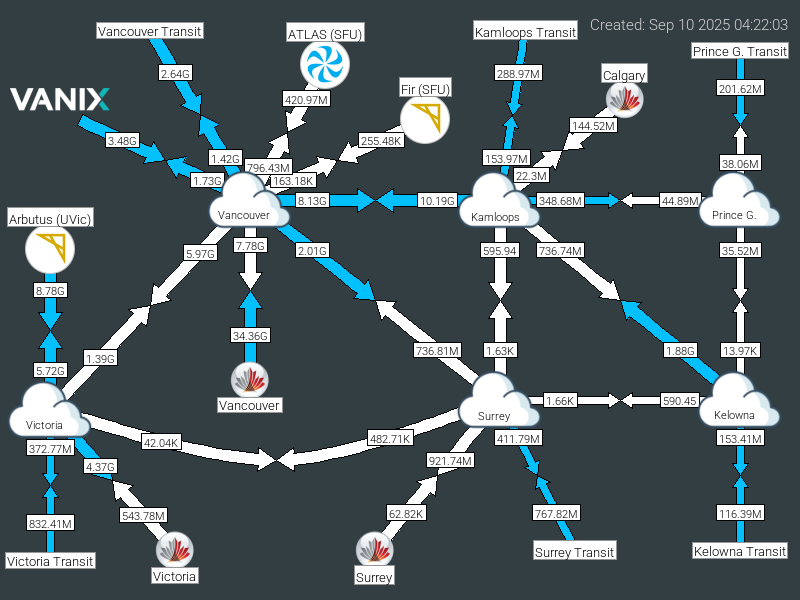 Created: Sep 10 2025 04:22:03
Vancouver Transit
ATLAS (SFU)
Kamloops Transit
Prince G. Transit
2.64G
288.97M
Calgary
201.62M
420.97M
Fir (SFU)
VANIX
3.48G
255.48K
144.52M
1.42G
796.43M
153.97M
38.06M
1.73G
163.18K
22.3M
8.13G
10.19G
348.68M
44.89M
Arbutus (UVic)
Vancouver
Kamloops
Prince G.
5.97G
7.78G
2.01G
595.94
736.74M
35.52M
8.78G
34.36G
1.39G
736.81M
1.63K
1.88G
13.97K
5.72G
Vancouver
1.66K
590.45
Victoria
Surrey
Kelowna
42.04K
482.71K
411.79M
153.41M
372.77M
4.37G
921.74M
832.41M
543.78M
62.82K
767.82M
116.39M
Victoria Transit
Victoria
Surrey
Surrey Transit
Kelowna Transit